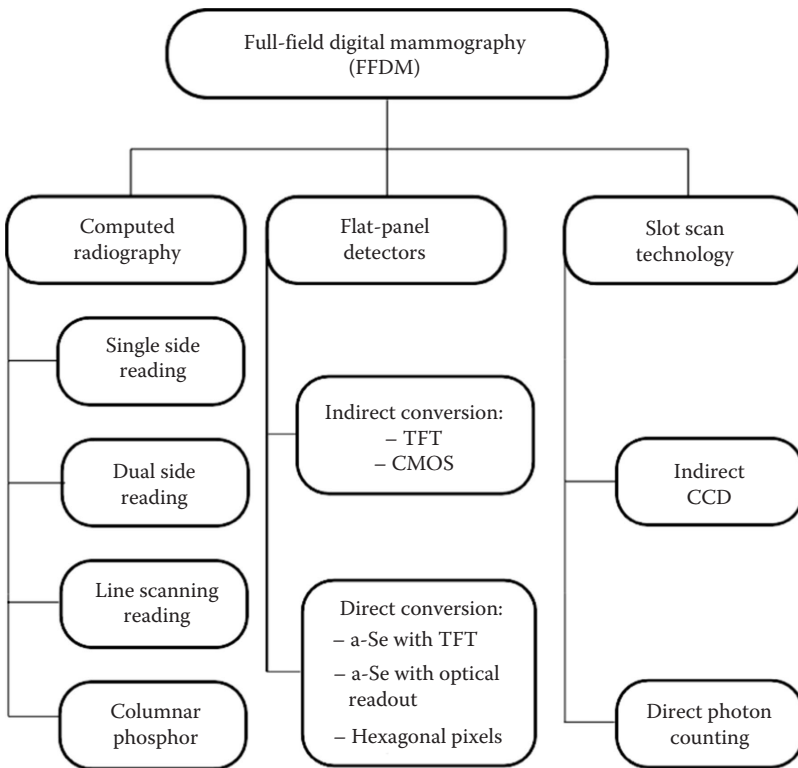 Full-field digital mammography
(FFDM)
Computed
radiography
Single side
reading
Dual side
reading
Line scanning
reading
Columnar
phosphor
Flat-panel
detectors
Indirect conversion:
– TFT
– CMOS
Direct conversion:
– a-Se with TFT
– a-Se with optical
readout
– Hexagonal pixels
Slot scan
technology
Indirect
CCD
Direct photon
counting